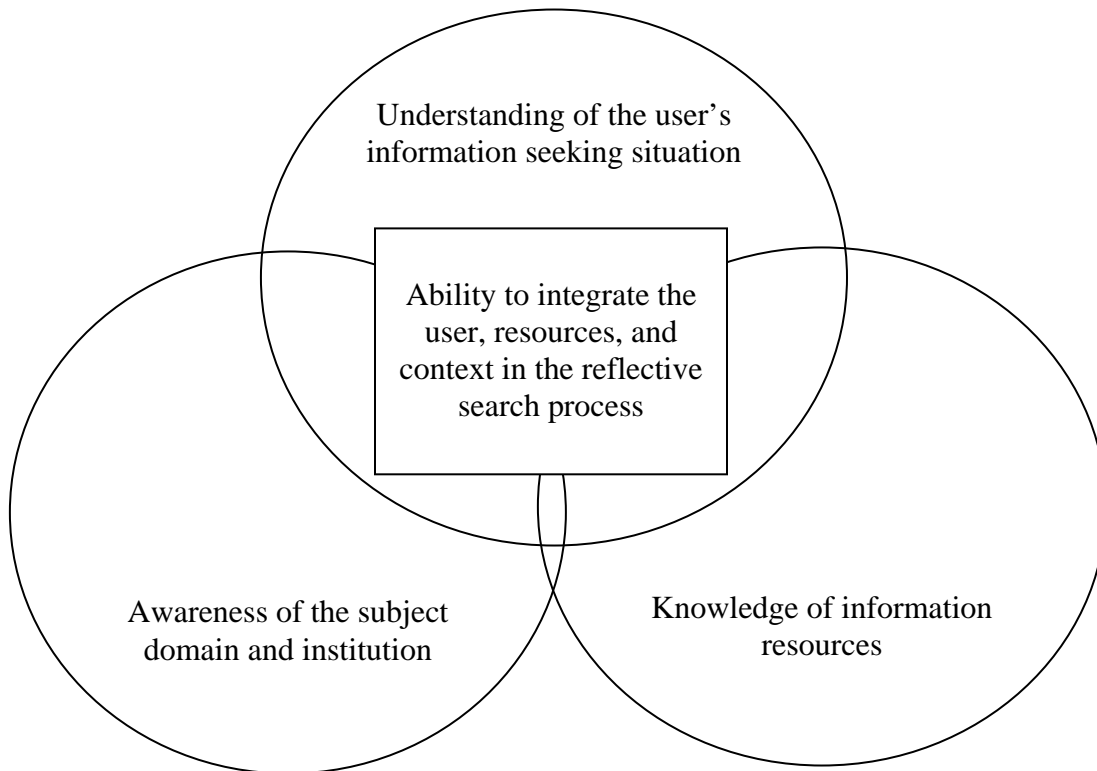 Understanding of the user’s
information seeking situation
Ability to integrate the
user, resources, and
context in the reflective
search process
Awareness of the subject
domain and institution
Knowledge of information
resources